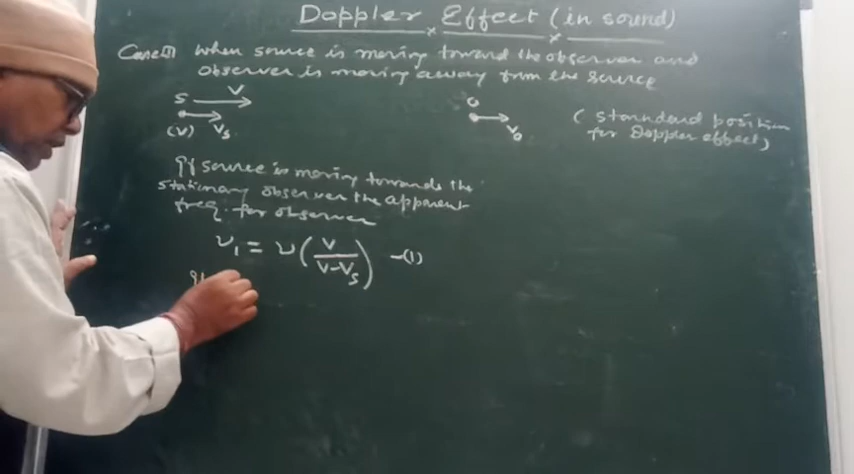 Doppler Effect (in sound)
Case(1) when source is moving toward the observer and
observer is moving away from the source
S V
(ν) Vs
O
Vo
(standard position
for Doppler effect)
If source is moving towards the
stationary observer the apparent
freq. for observer
ν₁ = ν(V/V-Vs) -(1)
If